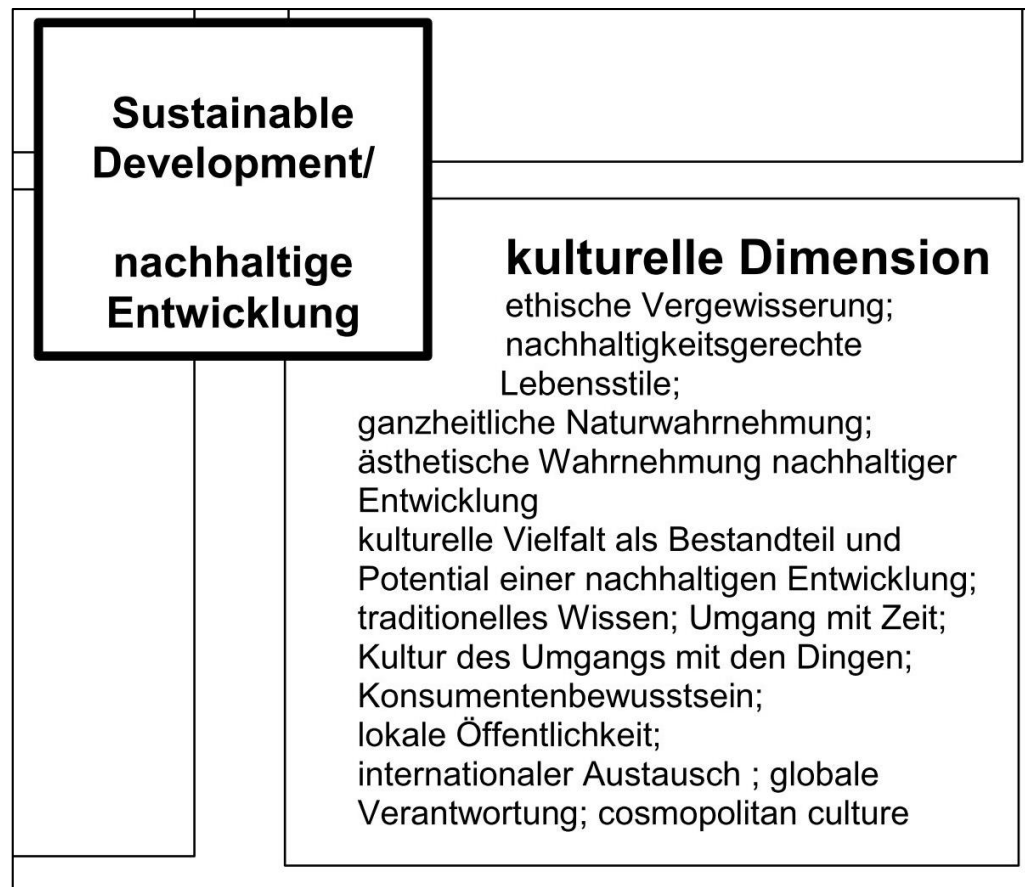 Sustainable
Development/
nachhaltige
Entwicklung
kulturelle Dimension
ethische Vergewisserung;
nachhaltigkeitsgerechte
Lebensstile;
ganzheitliche Naturwahrnehmung;
ästhetische Wahrnehmung nachhaltiger
Entwicklung
kulturelle Vielfalt als Bestandteil und
Potential einer nachhaltigen Entwicklung;
traditionelles Wissen; Umgang mit Zeit;
Kultur des Umgangs mit den Dingen;
Konsumentenbewusstsein;
lokale Öffentlichkeit;
internationaler Austausch ; globale
Verantwortung; cosmopolitan culture